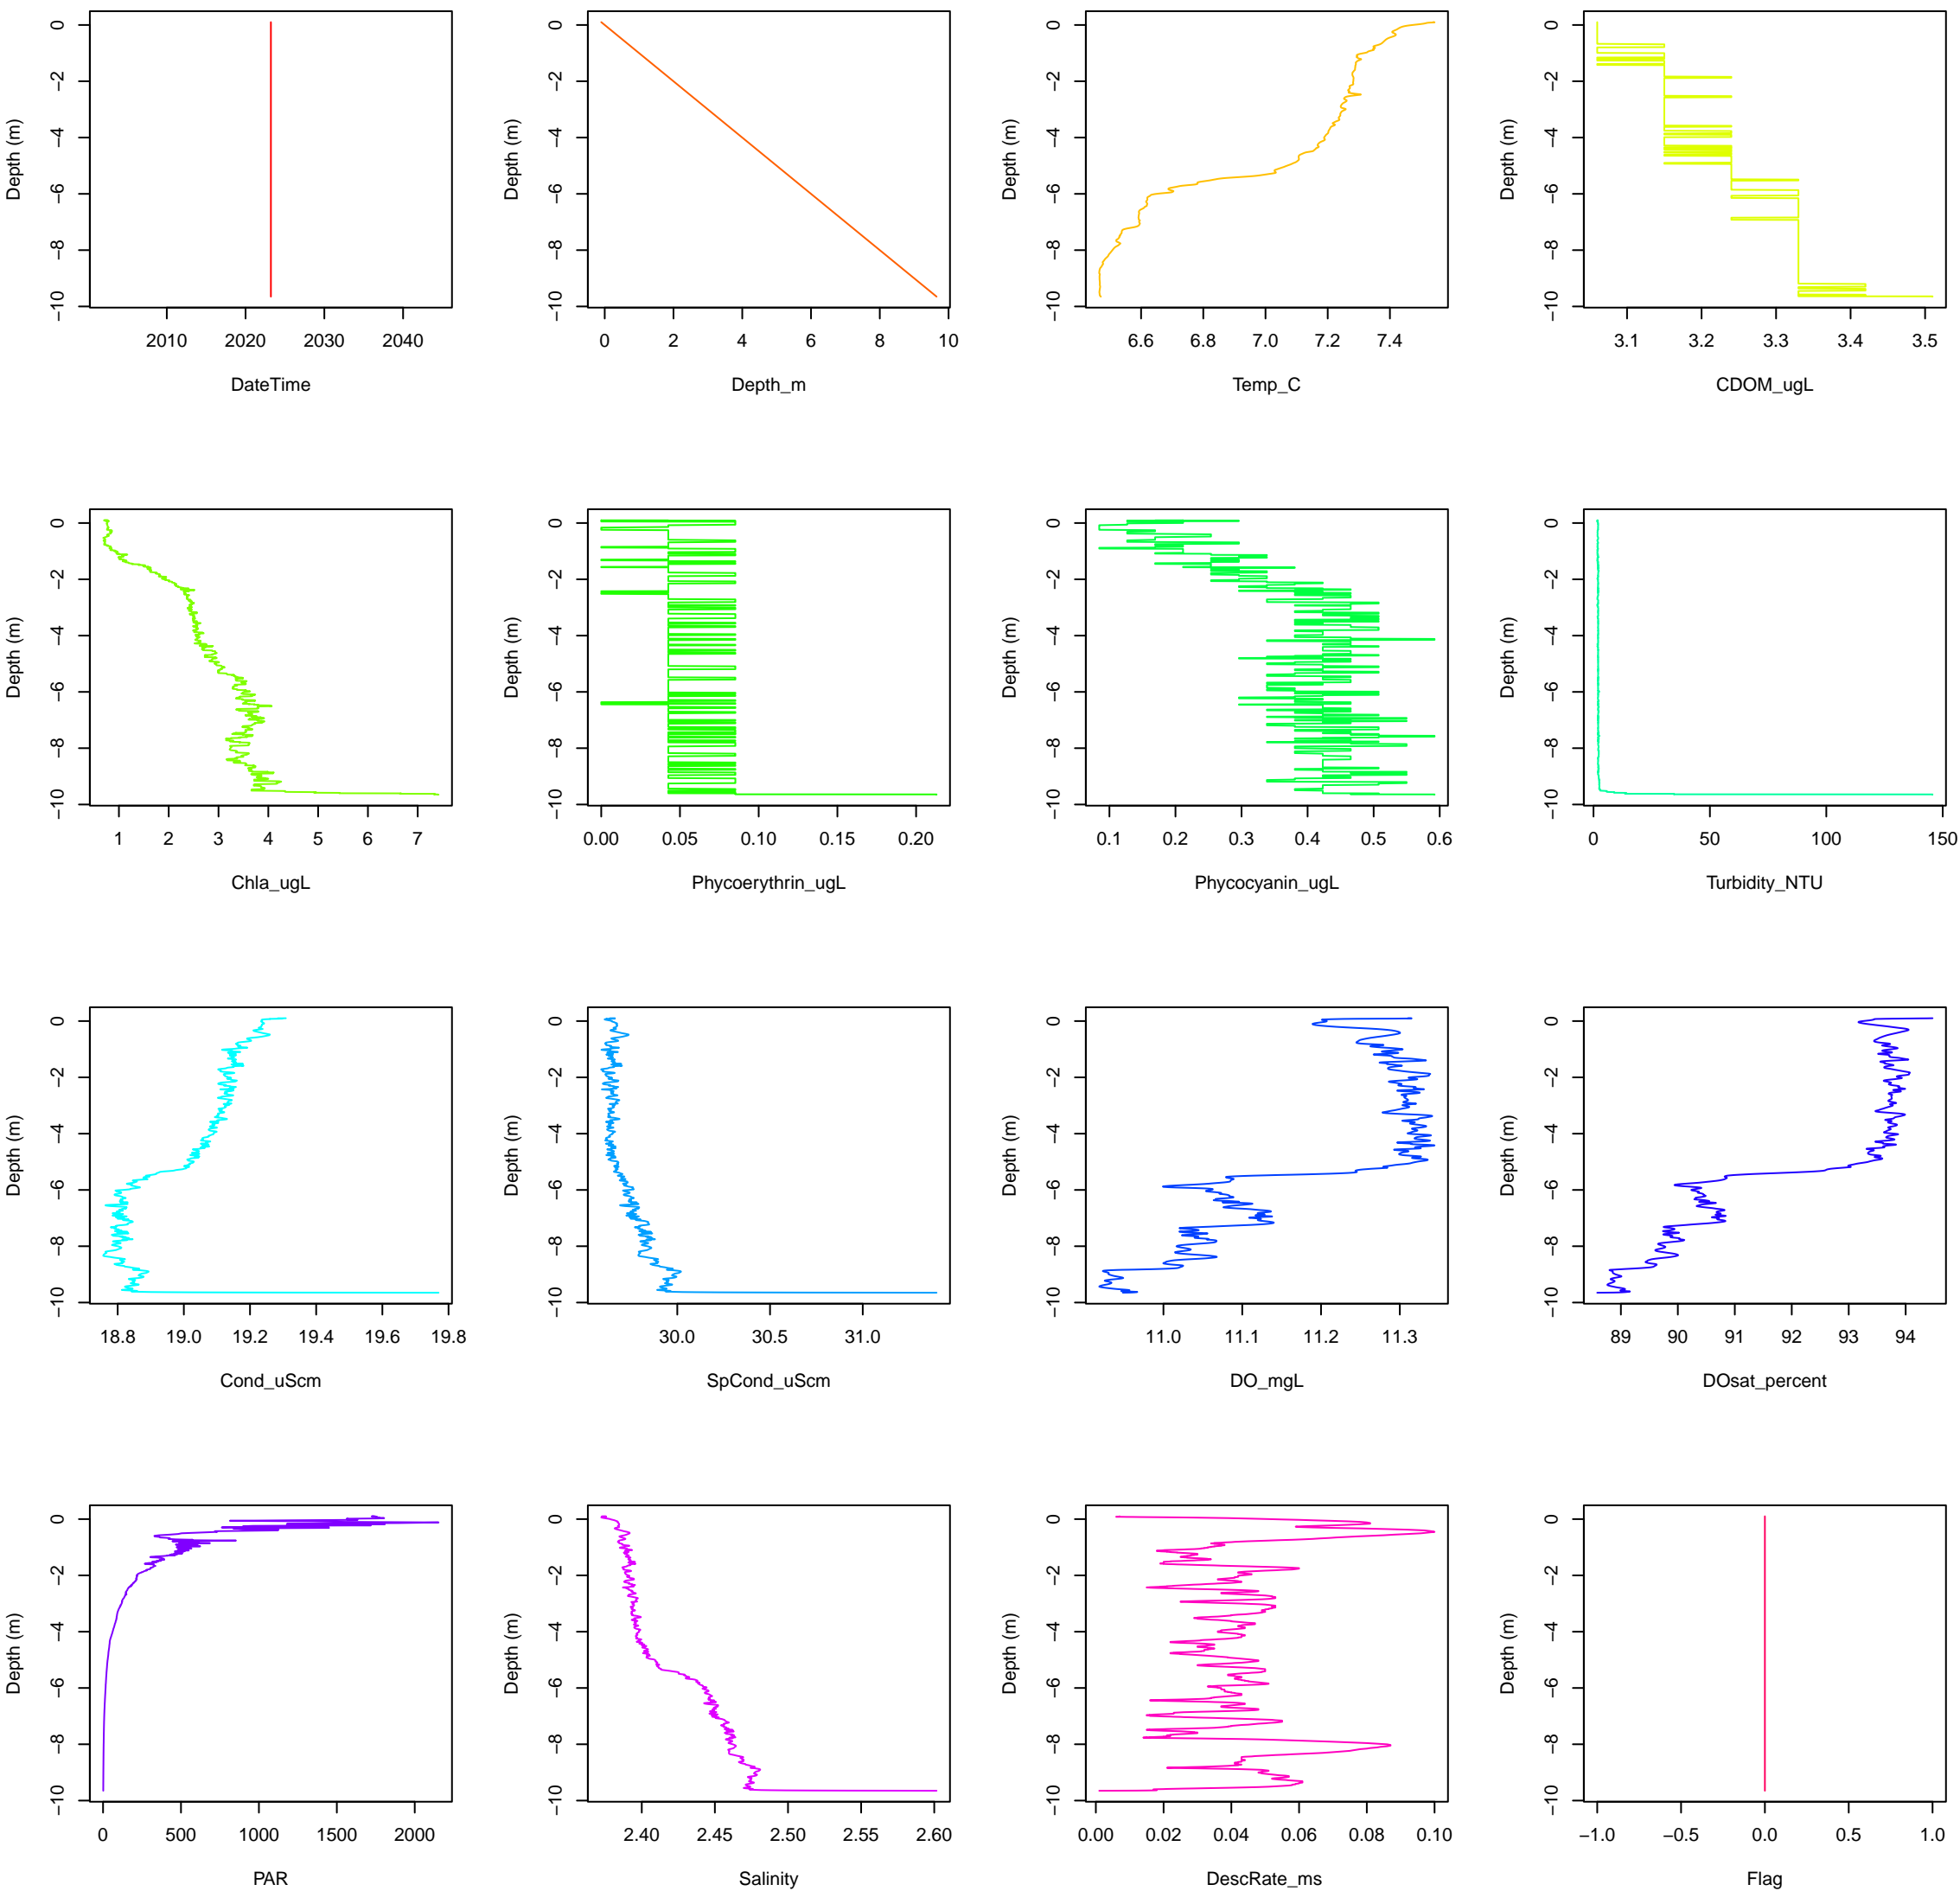 0
−2
−4
−6
−8
−10
Depth (m)
2010 2020 2030 2040
DateTime
0
−2
−4
−6
−8
−10
Depth (m)
0 2 4 6 8 10
Depth_m
0
−2
−4
−6
−8
−10
Depth (m)
6.6 6.8 7.0 7.2 7.4
Temp_C
0
−2
−4
−6
−8
−10
Depth (m)
3.1 3.2 3.3 3.4 3.5
CDOM_ugL
0
−2
−4
−6
−8
−10
Depth (m)
1 2 3 4 5 6 7
Chla_ugL
0
−2
−4
−6
−8
−10
Depth (m)
0.00 0.05 0.10 0.15 0.20
Phycoerythrin_ugL
0
−2
−4
−6
−8
−10
Depth (m)
0.1 0.2 0.3 0.4 0.5 0.6
Phycocyanin_ugL
0
−2
−4
−6
−8
−10
Depth (m)
0 50 100 150
Turbidity_NTU
0
−2
−4
−6
−8
−10
Depth (m)
18.8 19.0 19.2 19.4 19.6 19.8
Cond_uScm
0
−2
−4
−6
−8
−10
Depth (m)
30.0 30.5 31.0
SpCond_uScm
0
−2
−4
−6
−8
−10
Depth (m)
11.0 11.1 11.2 11.3
DO_mgL
0
−2
−4
−6
−8
−10
Depth (m)
89 90 91 92 93 94
DOsat_percent
0
−2
−4
−6
−8
−10
Depth (m)
0 500 1000 1500 2000
PAR
0
−2
−4
−6
−8
−10
Depth (m)
2.40 2.45 2.50 2.55 2.60
Salinity
0
−2
−4
−6
−8
−10
Depth (m)
0.00 0.02 0.04 0.06 0.08 0.10
DescRate_ms
0
−2
−4
−6
−8
−10
Depth (m)
−1.0 −0.5 0.0 0.5 1.0
Flag